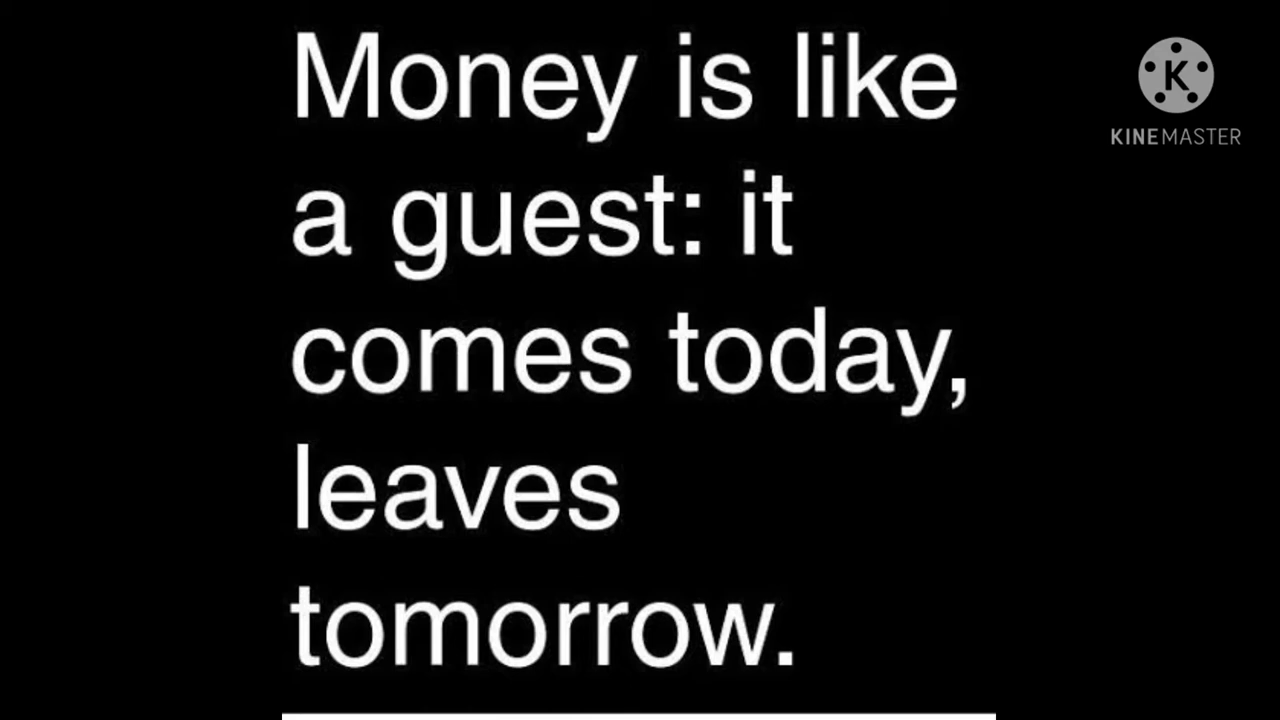 Money is like
a guest: it
comes today,
leaves
tomorrow.
K
KINEMASTER